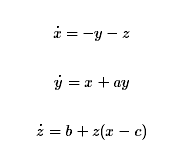 ẋ = −y − z
ẏ = x + ay
ż = b + z(x − c)